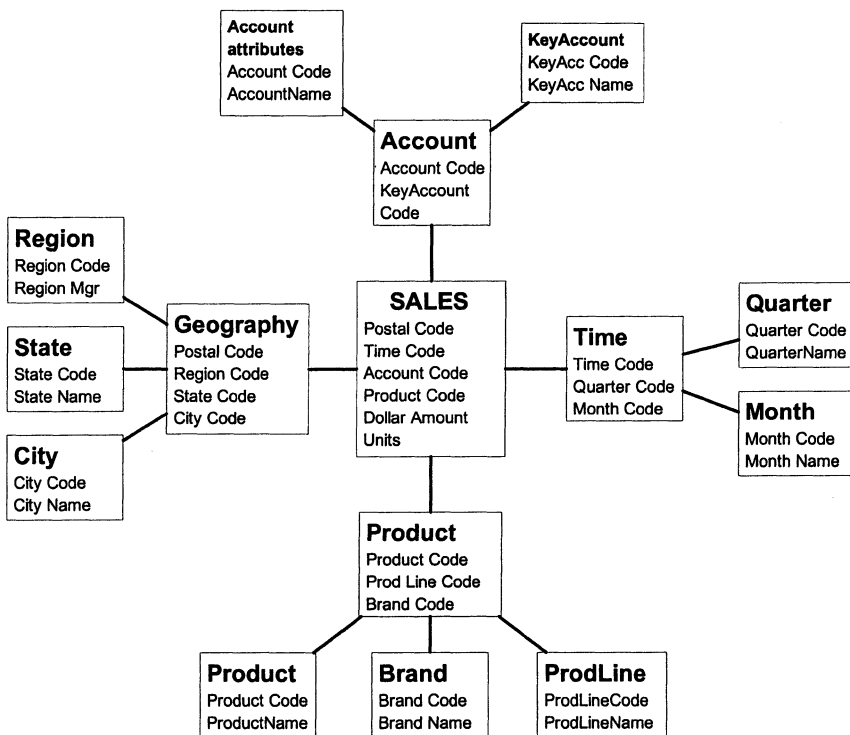 Account
attributes
Account Code
AccountName
KeyAccount
KeyAcc Code
KeyAcc Name
Account
Account Code
KeyAccount
Code
Region
Region Code
Region Mgr
State
State Code
State Name
City
City Code
City Name
Geography
Postal Code
Region Code
State Code
City Code
SALES
Postal Code
Time Code
Account Code
Product Code
Dollar Amount
Units
Time
Time Code
Quarter Code
Month Code
Quarter
Quarter Code
QuarterName
Month
Month Code
Month Name
Product
Product Code
Prod Line Code
Brand Code
Product
Product Code
ProductName
Brand
Brand Code
Brand Name
ProdLine
ProdLineCode
ProdLineName